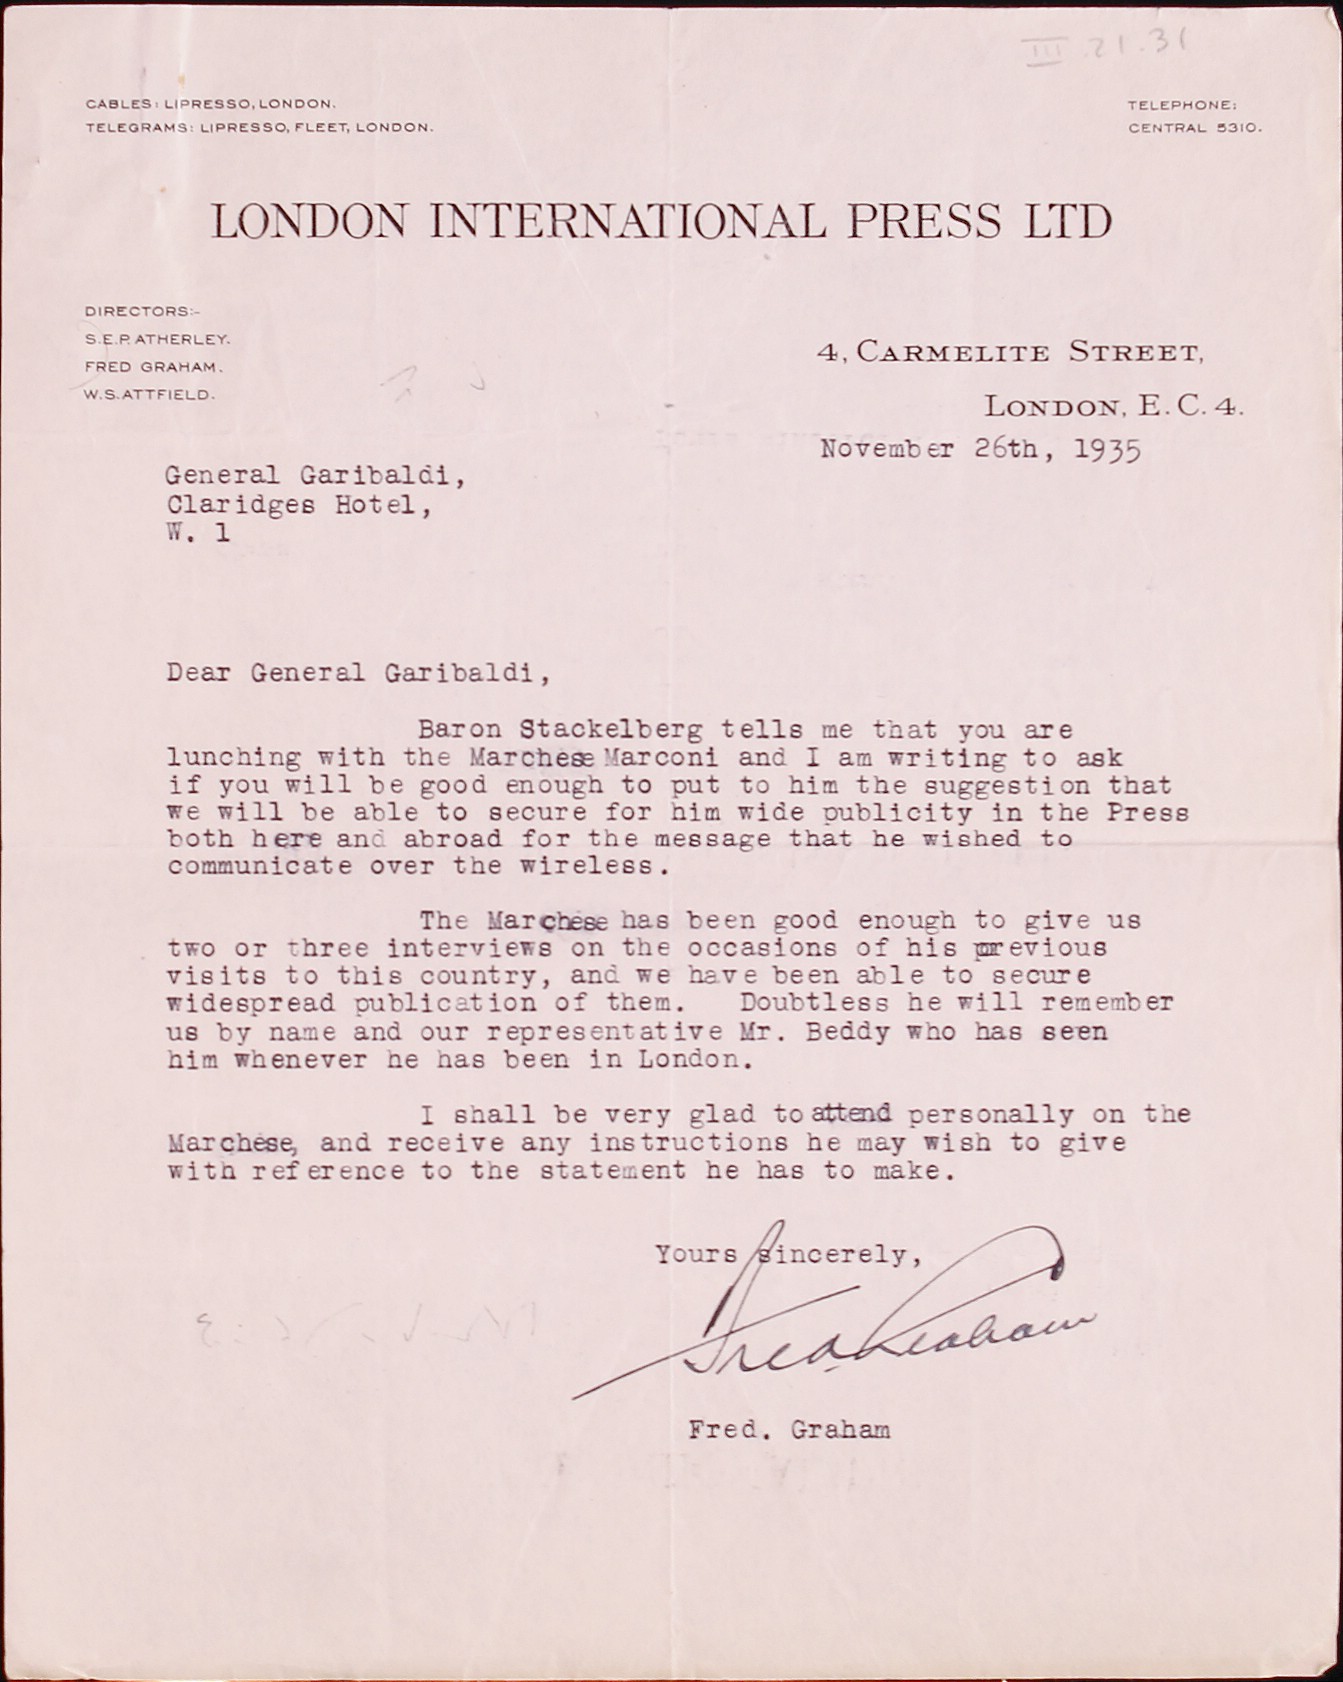 III.21.31
CABLES: LIPRESSO, LONDON.
TELEGRAMS: LIPRESSO, FLEET, LONDON.
TELEPHONE:
CENTRAL 5310.
LONDON INTERNATIONAL PRESS LTD
DIRECTORS:-
S.E.P. ATHERLEY.
FRED GRAHAM.
W.S. ATTFIELD.
4, CARMELITE STREET,
LONDON, E.C.4.
November 26th, 1935
General Garibaldi,
Claridges Hotel,
W. 1
Dear General Garibaldi,
Baron Stackelberg tells me that you are
lunching with the Marchese Marconi and I am writing to ask
if you will be good enough to put to him the suggestion that
we will be able to secure for him wide publicity in the Press
both here and abroad for the message that he wished to
communicate over the wireless.
The Marchese has been good enough to give us
two or three interviews on the occasions of his previous
visits to this country, and we have been able to secure
widespread publication of them. Doubtless he will remember
us by name and our representative Mr. Beddy who has seen
him whenever he has been in London.
I shall be very glad to attend personally on the
Marchese, and receive any instructions he may wish to give
with reference to the statement he has to make.
Yours sincerely,
Fred Graham
Fred. Graham